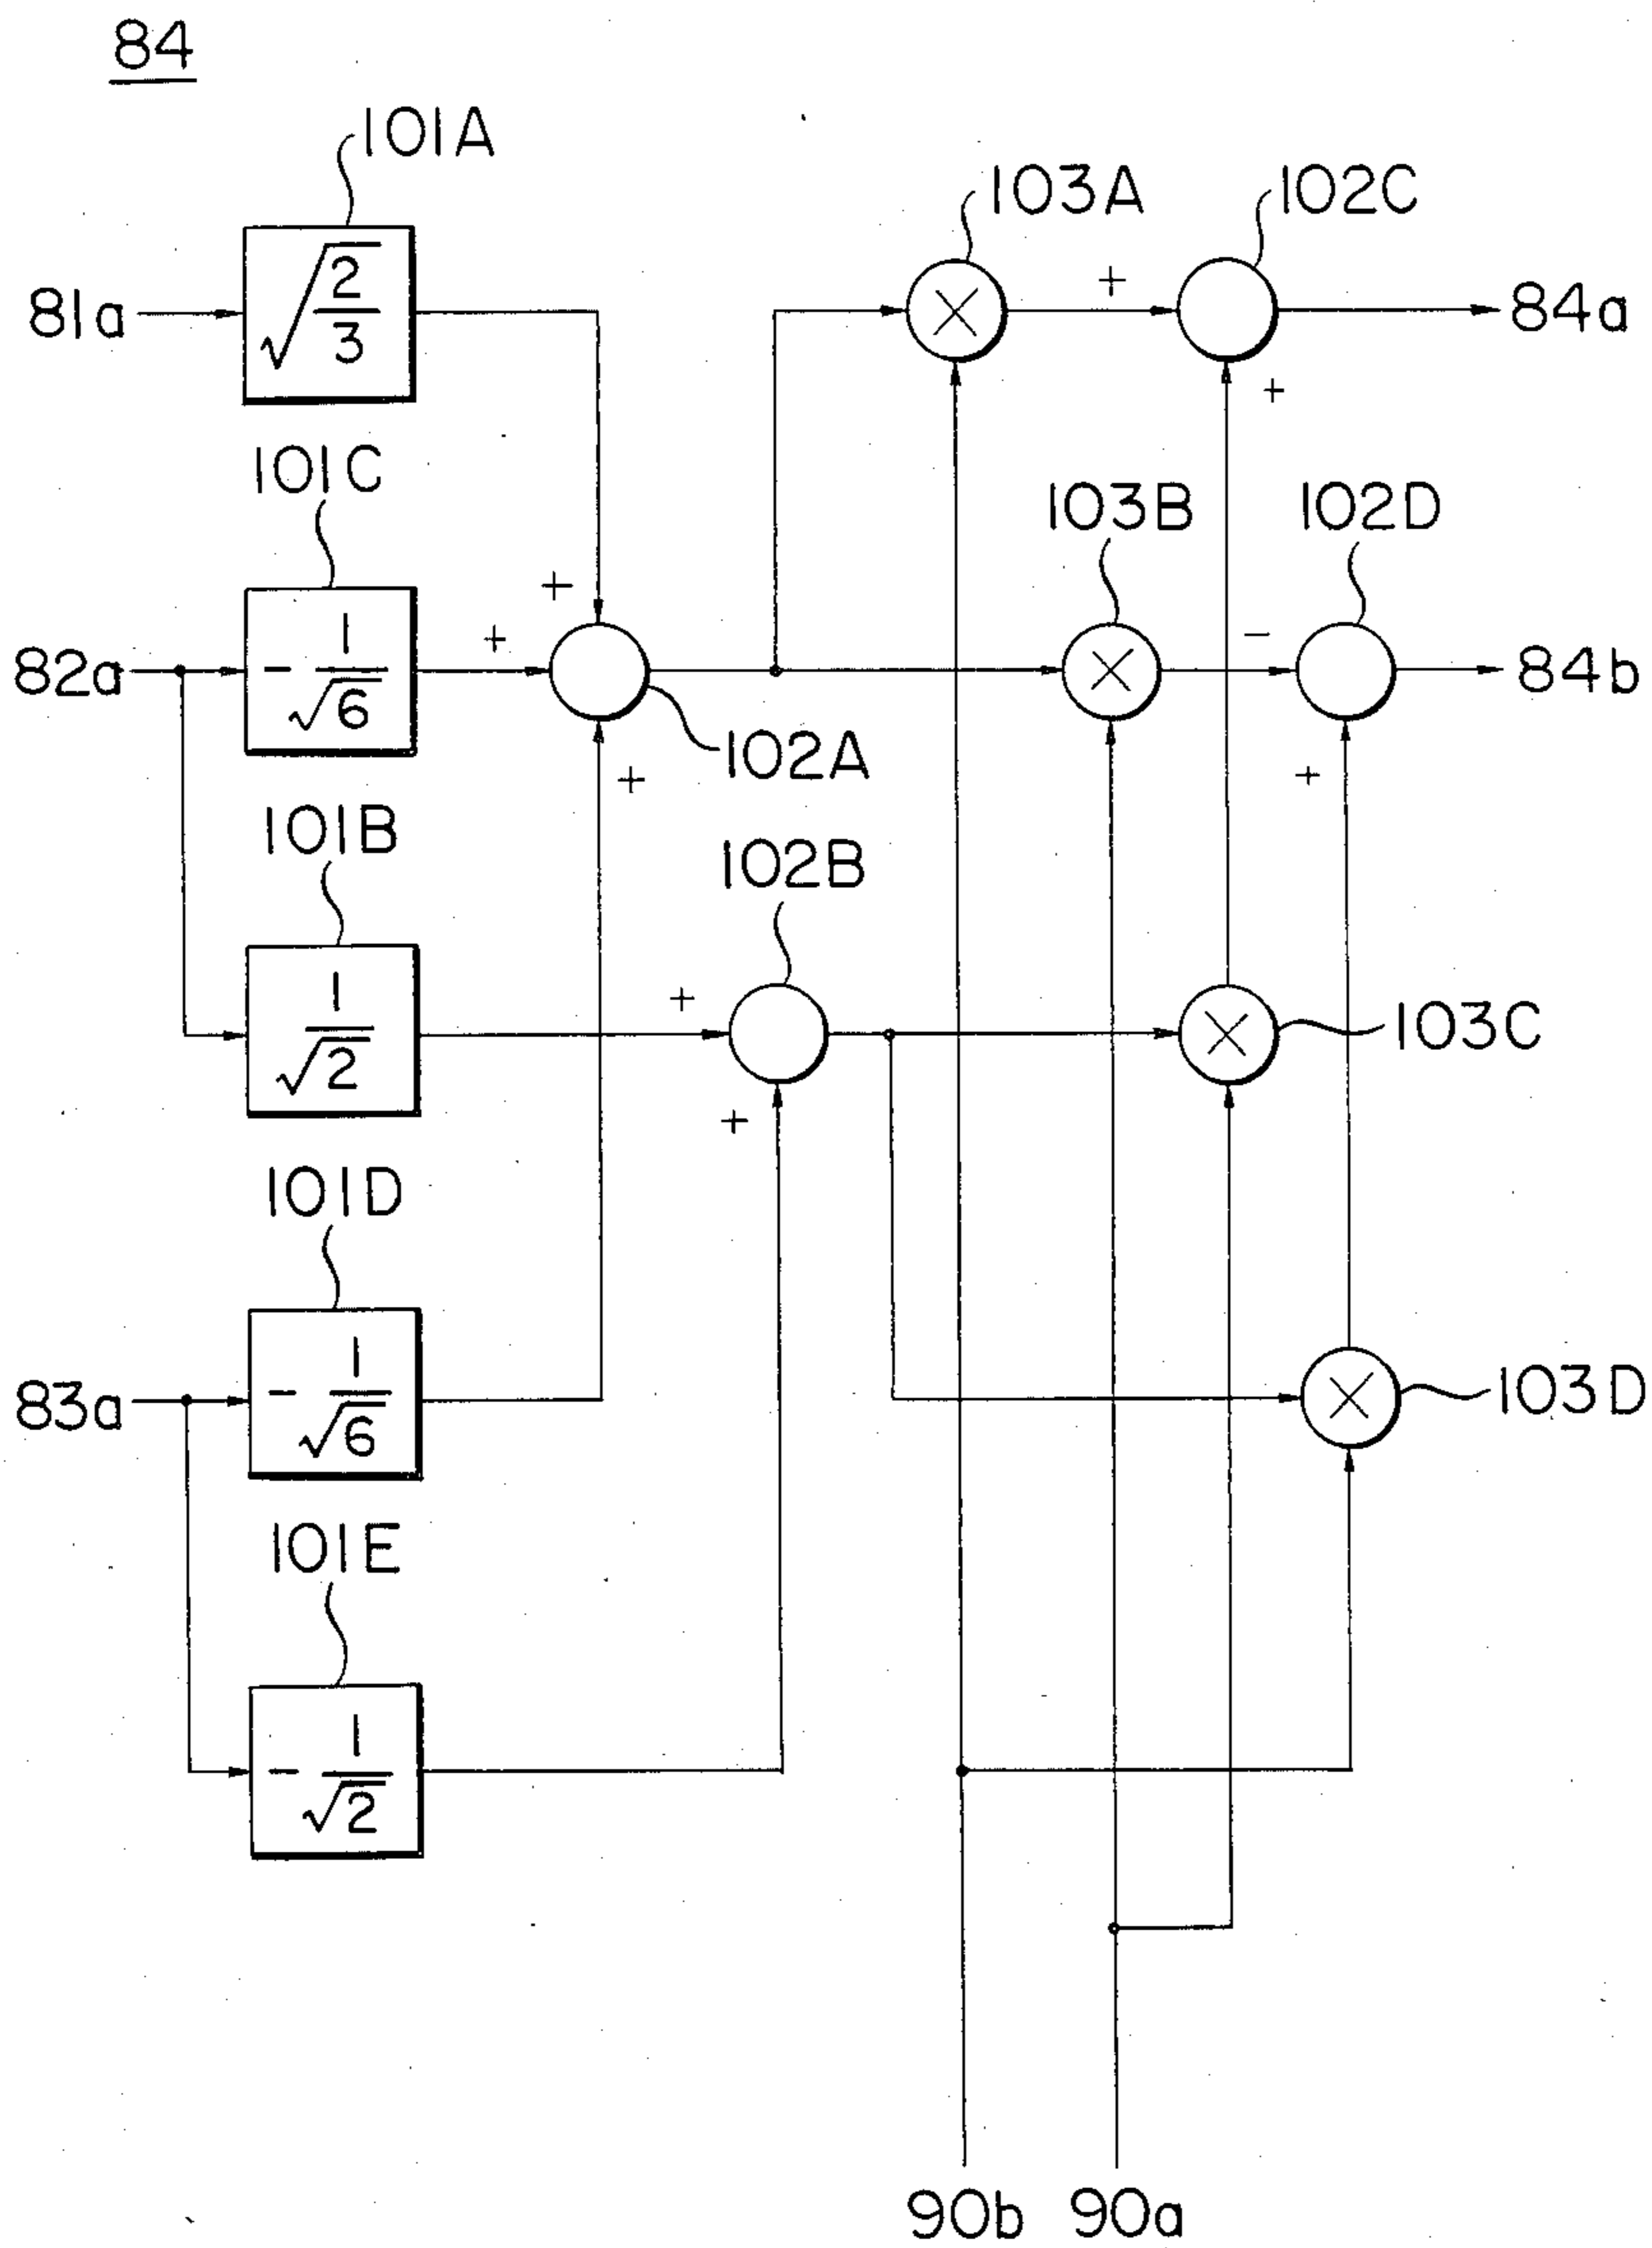 84
101A
103A
102C
81a
√2/3
+
84a
+
101C
103B
102D
+
82a
- 1/√6
+
-
84b
102A
+
+
101B
102B
1/√2
+
103C
+
101D
83a
- 1/√6
103D
101E
- 1/√2
90b 90a